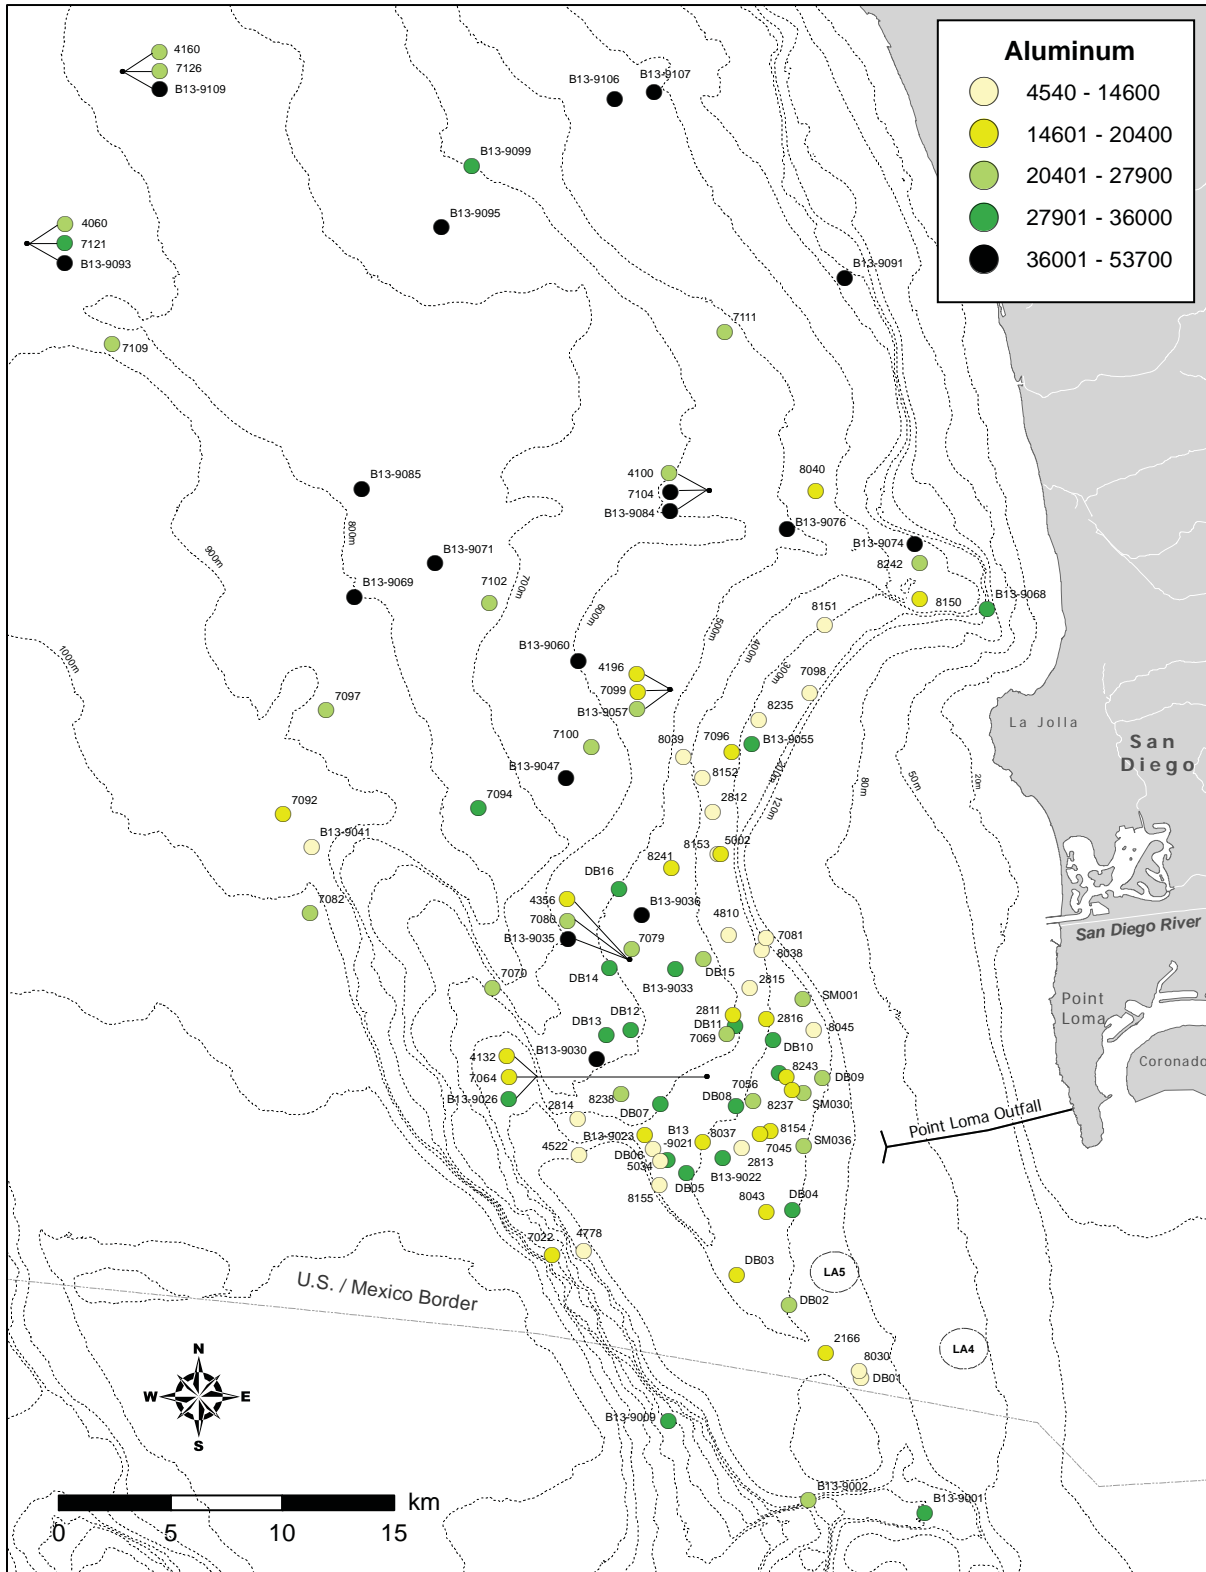 4160
7126
B13-9109
B13-9106
B13-9107
Aluminum
4540 - 14600
14601 - 20400
20401 - 27900
27901 - 36000
36001 - 53700
B13-9099
B13-9095
4060
7121
B13-9093
B13-9091
7111
7109
B13-9085
4100
7104
B13-9084
8040
B13-9076
B13-9074
8242
8150
B13-9068
800m
900m
B13-9071
B13-9069
7102
700m
600m
500m
400m
300m
8151
1000m
B13-9060
4196
7099
B13-9057
7098
8235
7097
7100
8039
7096
B13-9055
La Jolla
San
Diego
B13-9047
8152
200m
120m
80m
50m
20m
7094
2812
7092
B13-9041
8153
5002
8241
DB16
4356
7080
B13-9035
B13-9036
7082
4810
7081
8038
San Diego River
7079
DB14
B13-9033
DB15
7070
2815
SM001
Point
Loma
DB12
DB13
2811
DB11
7069
2816
8045
DB10
B13-9030
4132
7064
B13-9026
Coronado
8243
DB09
7056
SM030
8238
DB07
DB08
8237
Point Loma Outfall
2814
B13-9023
B13
-9021
8037
8154
7045
SM036
4522
DB06
5034
2813
B13-9022
DB05
8155
8043
DB04
7022
4778
DB03
LA5
U.S. / Mexico Border
DB02
2166
LA4
8030
DB01
N
W
E
S
B13-9009
B13-9002
B13-9001
km
0
5
10
15